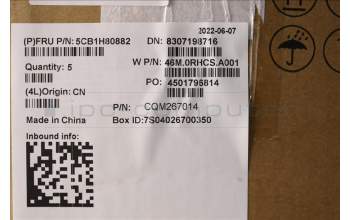 2022-06-07
(P)FRU P/N: 5CB1H80882 DN: 8307198716
W P/N: 46M.0RHCS.A001
Quantity: 5
PO: 4501795814
(4L)Origin: CN
P/N: CQM267014
Made in China Box ID:7S04026700350
Inbound info: